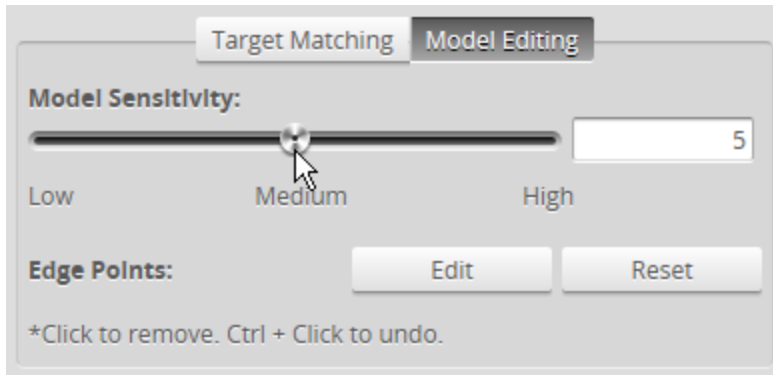 Target Matching Model Editing
Model Sensitivity:
5
Low Medium High
Edge Points: Edit Reset
*Click to remove. Ctrl + Click to undo.